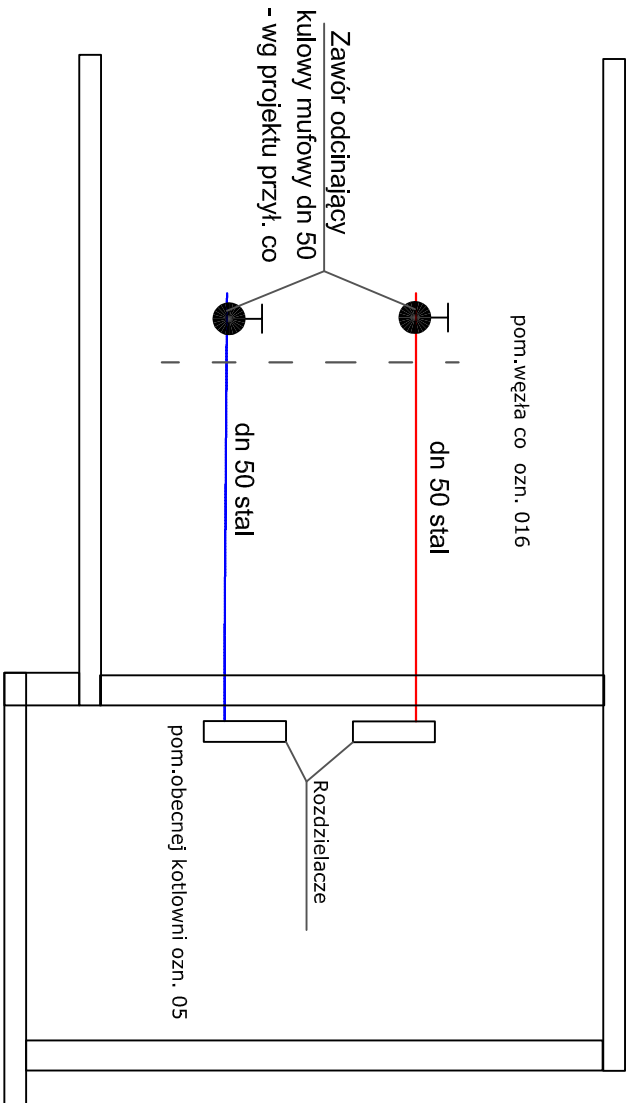 Zawór odcinający
kulowy mufowy dn 50
- wg projektu przył. co
pom.węzła co ozn. 016
dn 50 stal
dn 50 stal
Rozdzielacze
pom.obecnej kotlowni ozn. 05